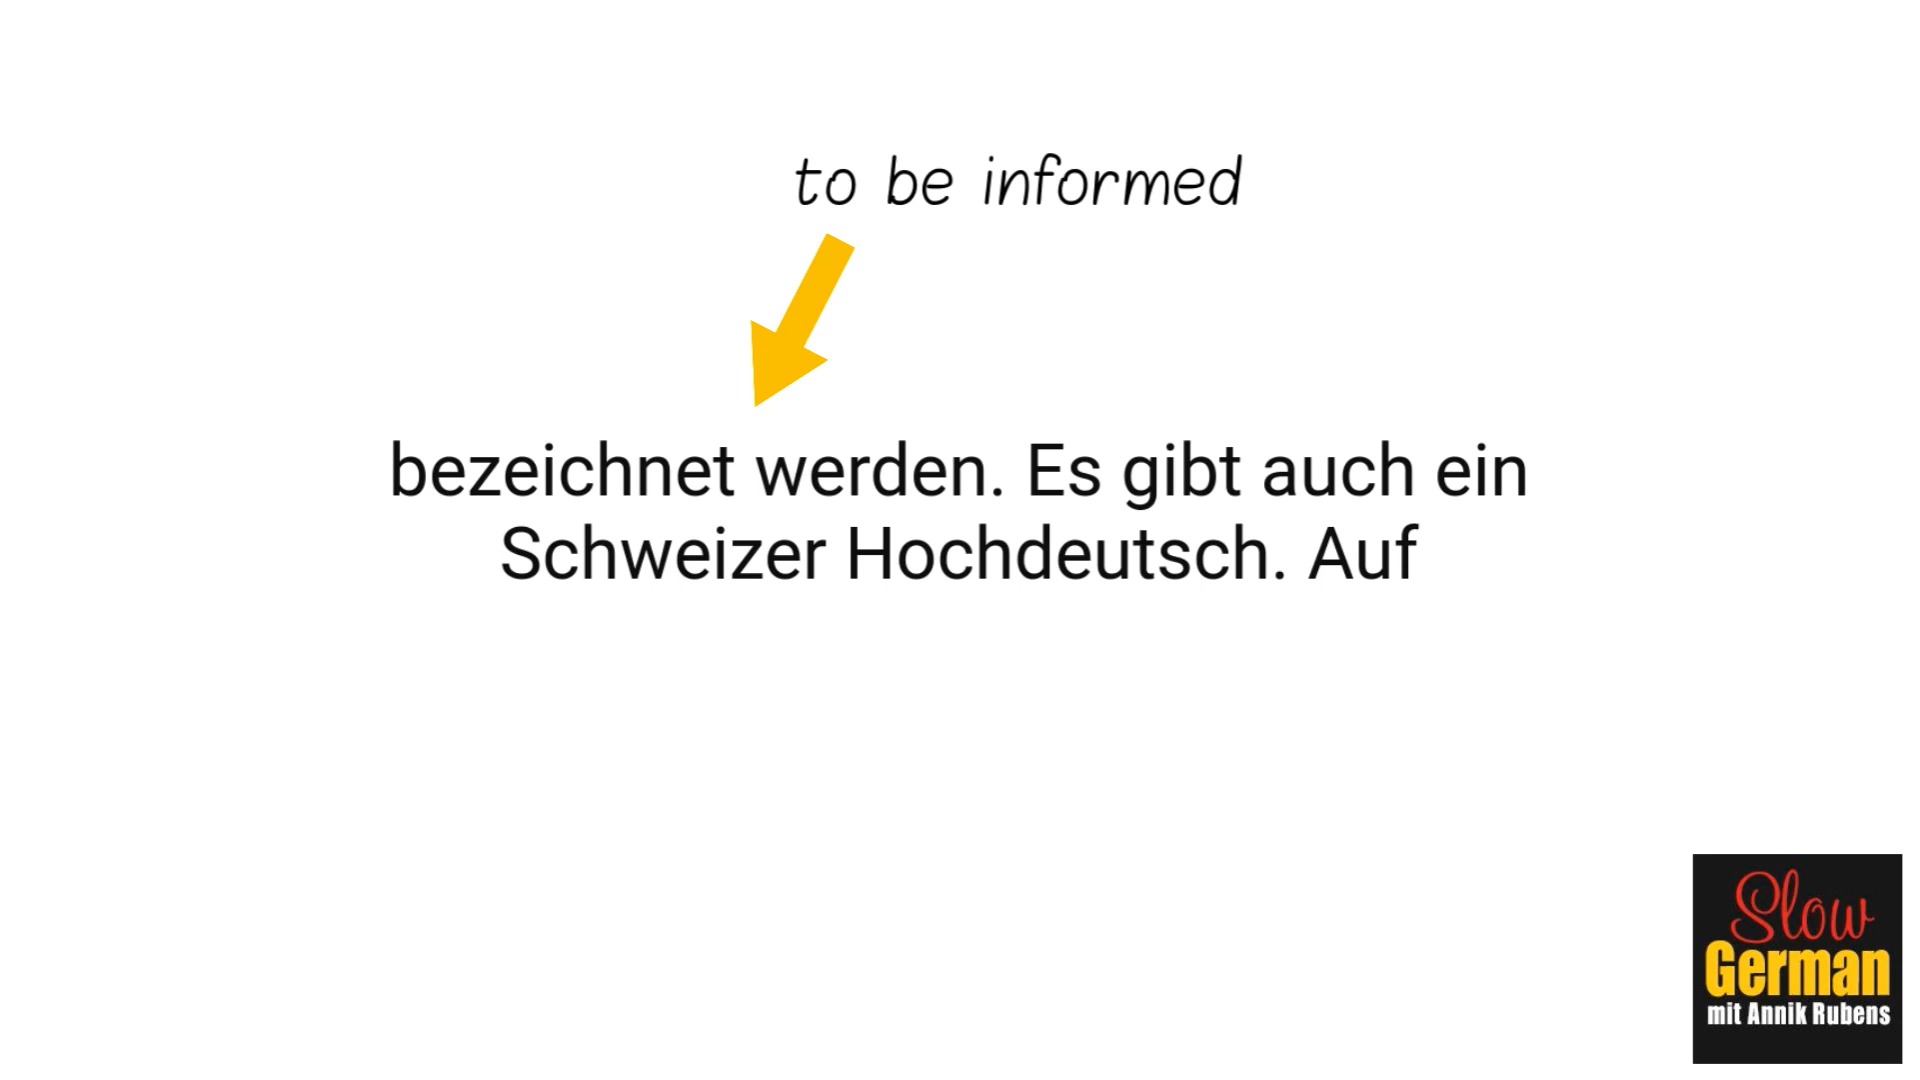 to be informed
bezeichnet werden. Es gibt auch ein
Schweizer Hochdeutsch. Auf
Slow
German
mit Annik Rubens